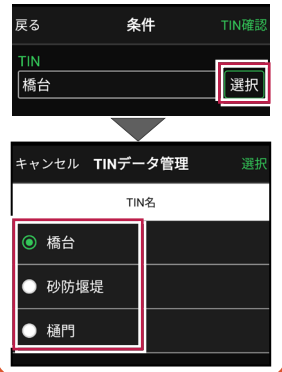 戻る 条件 TIN確認
TIN
橋台 選択
キャンセル TINデータ管理 選択
TIN名
橋台
砂防堰堤
樋門